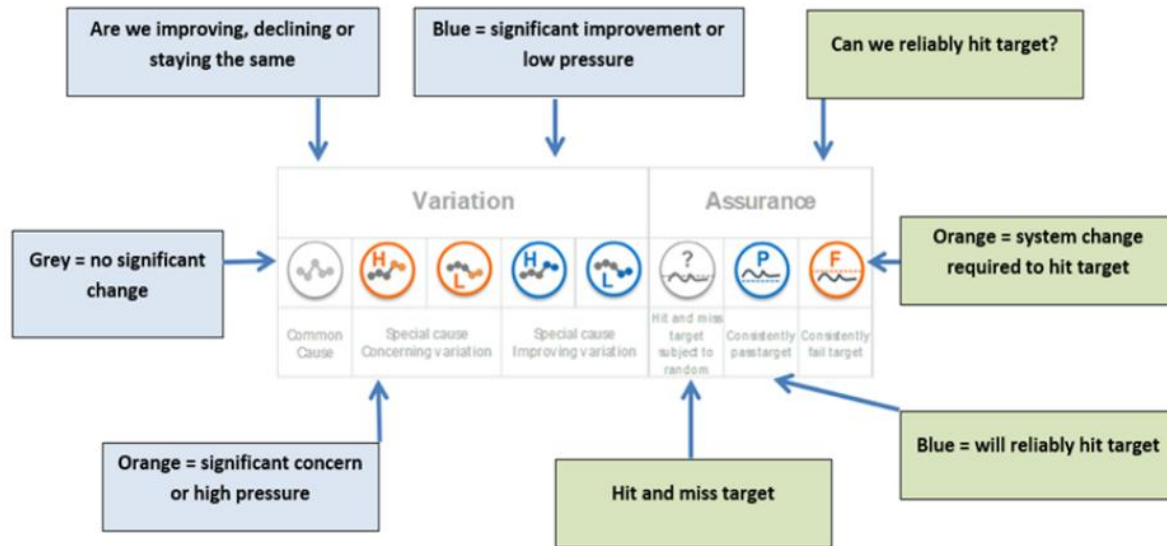 Are we improving, declining or
staying the same
Blue = significant improvement or
low pressure
Can we reliably hit target?
Variation
Assurance
Grey = no significant
change
Orange = system change
required to hit target
H
L
H
L
?
P
F
Common
Cause
Special cause
Concerning variation
Special cause
Improving variation
Hit and miss
target
subject to
random
Consistently
pass target
Consistently
fail target
Orange = significant concern
or high pressure
Hit and miss target
Blue = will reliably hit target